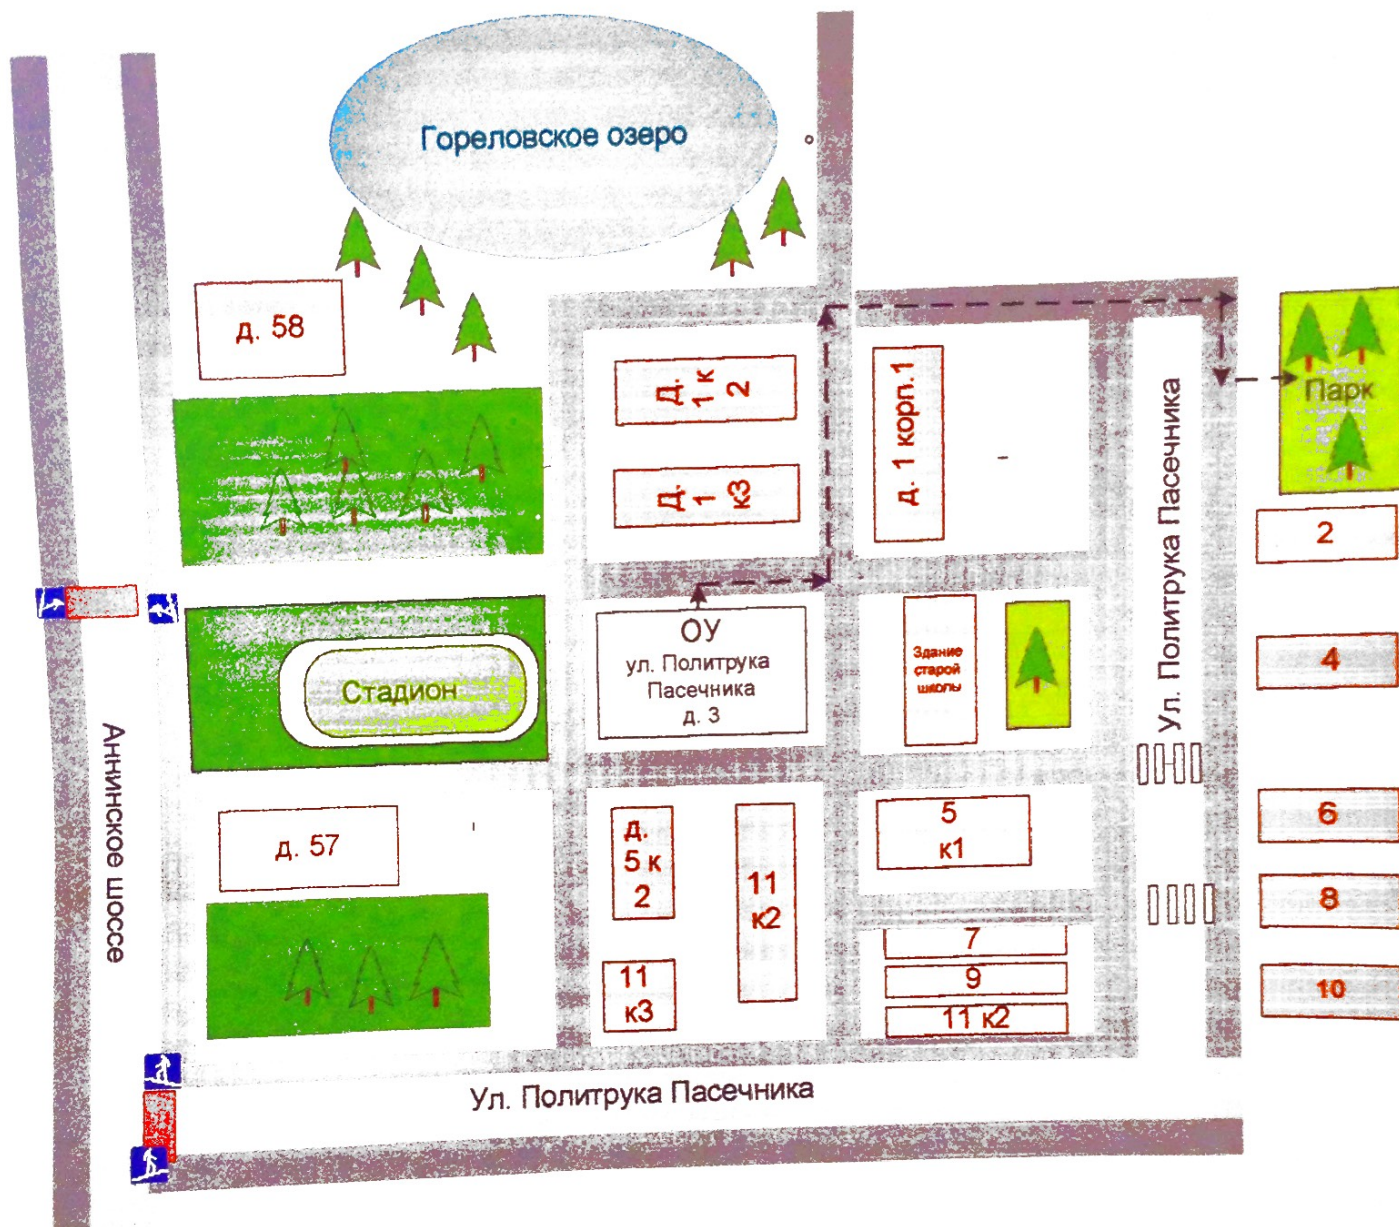 Гореловское озеро
д. 58
Д.
1 к
2
д. 1 корп.1
Парк
Д.
1
к3
2
Ул. Политрука Пасечника
ОУ
ул. Политрука
Пасечника
д. 3
Здание
старой
школы
4
Стадион
Аннинское шоссе
д. 57
д.
5 к
2
11
к2
5
к1
6
8
7
9
11 к2
11
к3
10
Ул. Политрука Пасечника